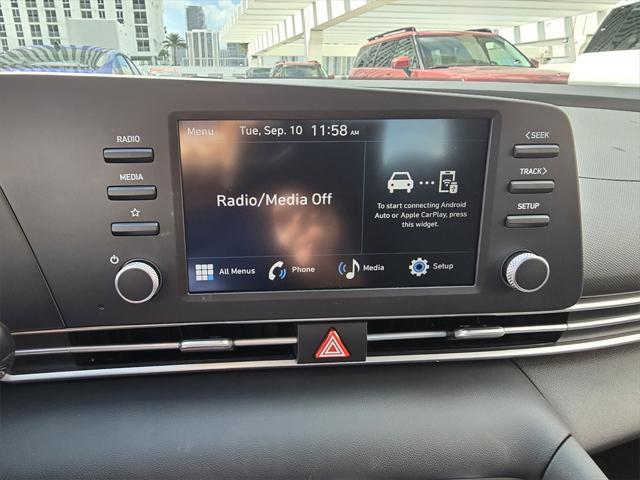 RADIO
MEDIA
Menu
Tue, Sep. 10 11:58 AM
Radio/Media Off
To start connecting Android
Auto or Apple CarPlay, press
this widget.
All Menus
Phone
Media
Setup
<SEEK
TRACK>
SETUP